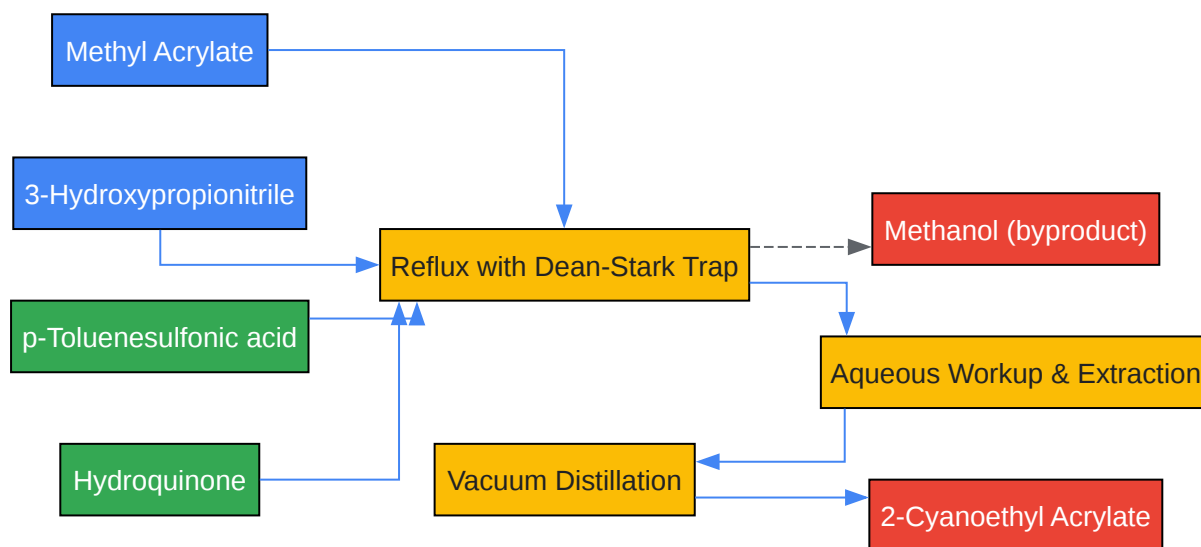 Methyl Acrylate
3-Hydroxypropionitrile
Methanol (byproduct)
Reflux with Dean-Stark Trap
p-Toluenesulfonic acid
Aqueous Workup & Extraction
Hydroquinone
Vacuum Distillation
2-Cyanoethyl Acrylate